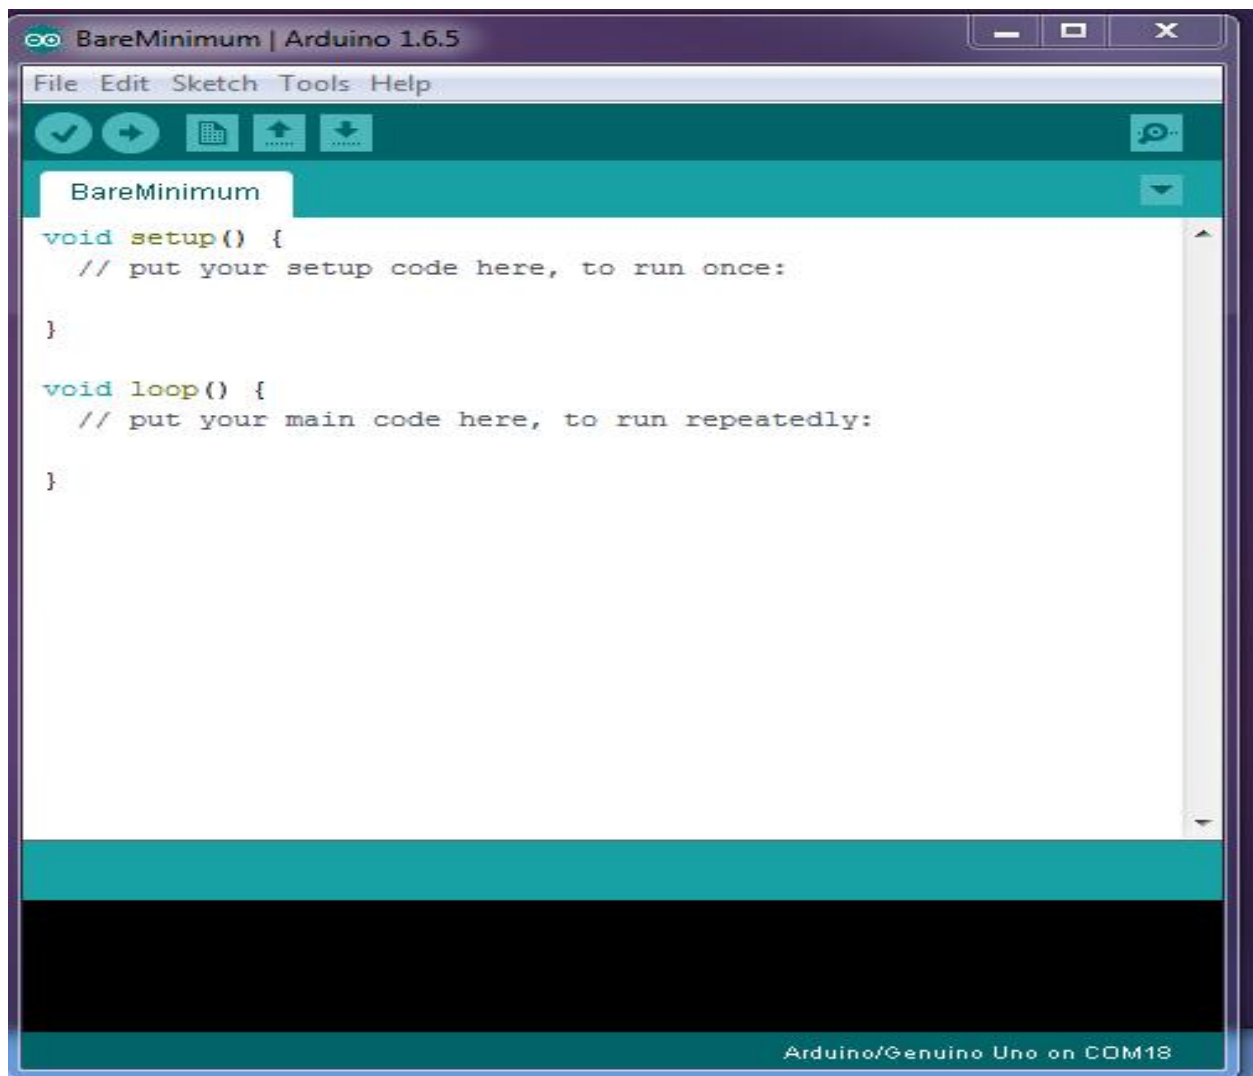 BareMinimum | Arduino 1.6.5
File Edit Sketch Tools Help
BareMinimum
void setup() {
  // put your setup code here, to run once:
}
void loop() {
  // put your main code here, to run repeatedly:
}
Arduino/Genuino Uno on COM18